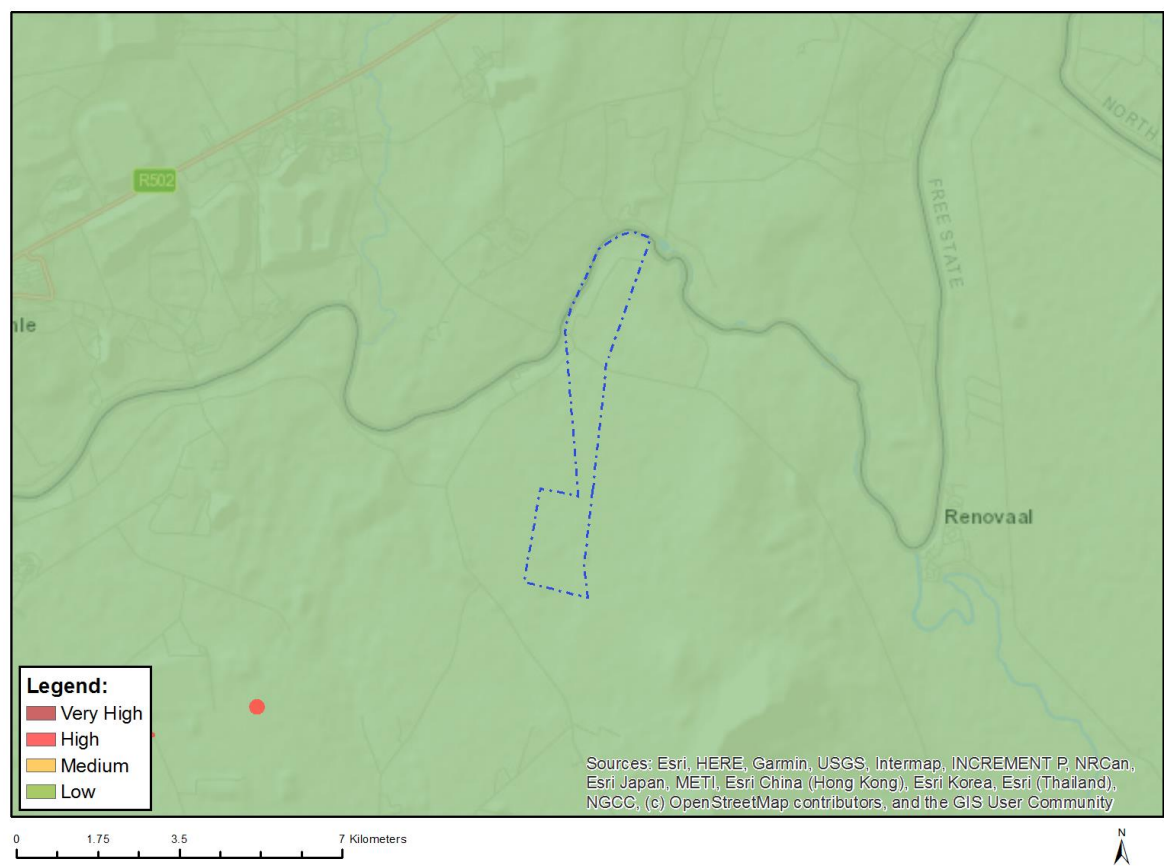 R502
FREE STATE
NORTH
nle
Renovaal
Legend:
Very High
High
Medium
Low
Sources: Esri, HERE, Garmin, USGS, Intermap, INCREMENT P, NRCan,
Esri Japan, METI, Esri China (Hong Kong), Esri Korea, Esri (Thailand),
NGCC, (c) OpenStreetMap contributors, and the GIS User Community
0 1.75 3.5 7 Kilometers
N